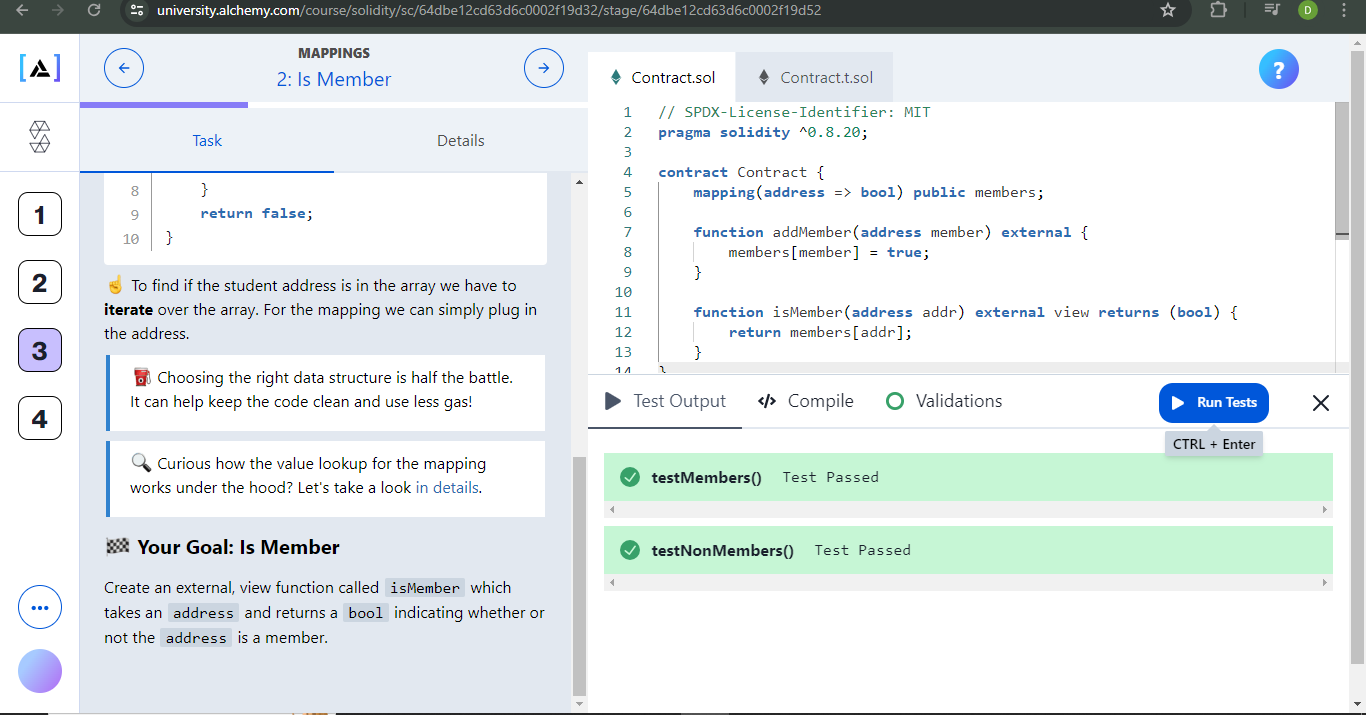 university.alchemy.com/course/solidity/sc/64dbe12cd63d6c0002f19d32/stage/64dbe12cd63d6c0002f19d52
D
MAPPINGS
2: Is Member
Task
Details
1
2
3
4
8 }
9 return false;
10 }
☝️ To find if the student address is in the array we have to
iterate over the array. For the mapping we can simply plug in
the address.
⛽ Choosing the right data structure is half the battle.
It can help keep the code clean and use less gas!
🔍 Curious how the value lookup for the mapping
works under the hood? Let's take a look in details.
🏁 Your Goal: Is Member
Create an external, view function called isMember which
takes an address and returns a bool indicating whether or
not the address is a member.
Contract.sol
Contract.t.sol
?
1 // SPDX-License-Identifier: MIT
2 pragma solidity ^0.8.20;
3
4 contract Contract {
5 mapping(address => bool) public members;
6
7 function addMember(address member) external {
8 members[member] = true;
9 }
10
11 function isMember(address addr) external view returns (bool) {
12 return members[addr];
13 }
14 }
Test Output
Compile
Validations
Run Tests
CTRL + Enter
testMembers() Test Passed
testNonMembers() Test Passed